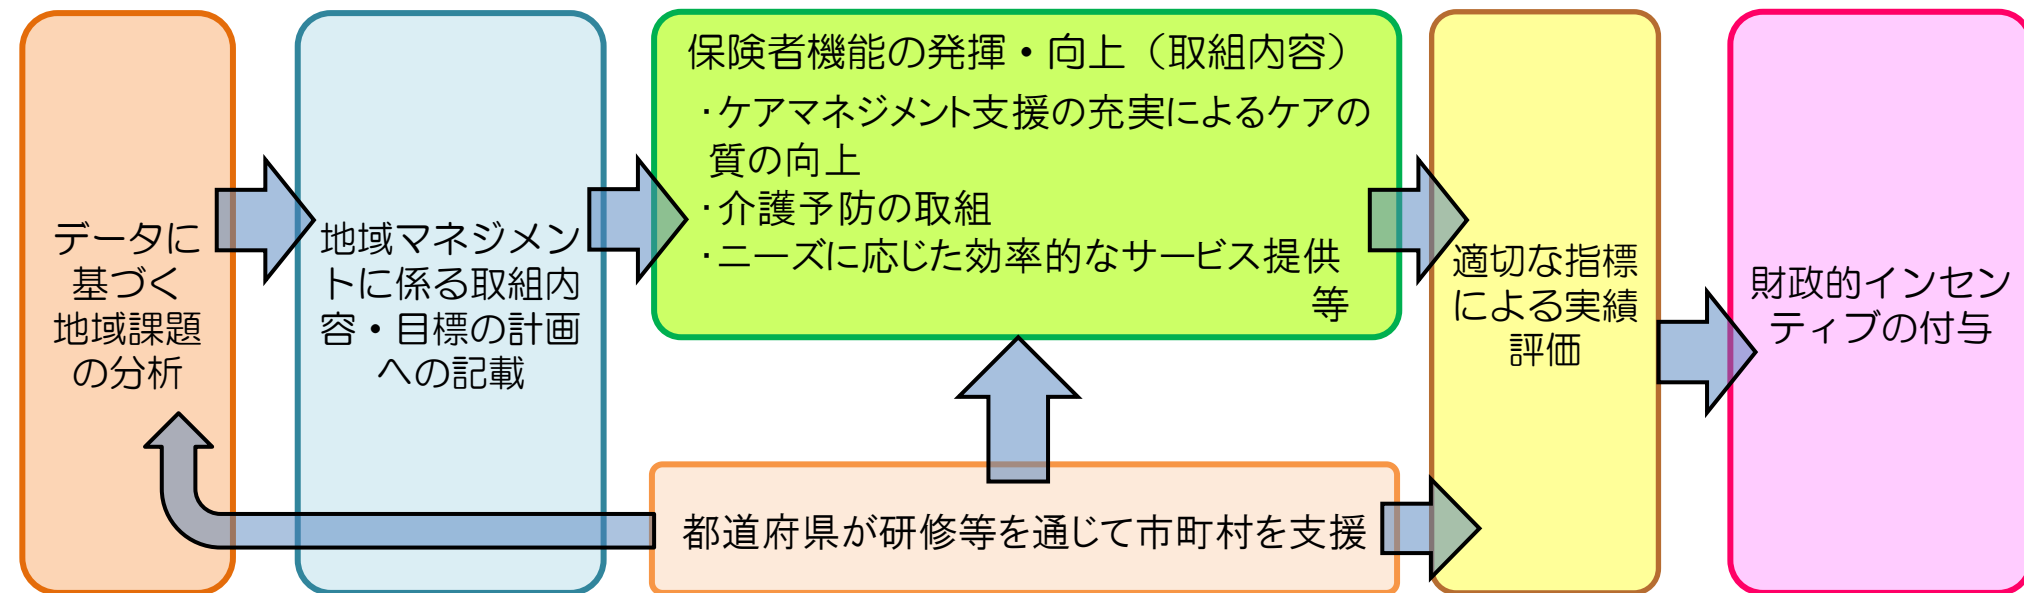 データに
基づく
地域課題
の分析
地域マネジメン
トに係る取組内
容・目標の計画
への記載
保険者機能の発揮・向上（取組内容）
・ケアマネジメント支援の充実によるケアの
質の向上
・介護予防の取組
・ニーズに応じた効率的なサービス提供
等
都道府県が研修等を通じて市町村を支援
適切な指標
による実績
評価
財政的インセン
ティブの付与